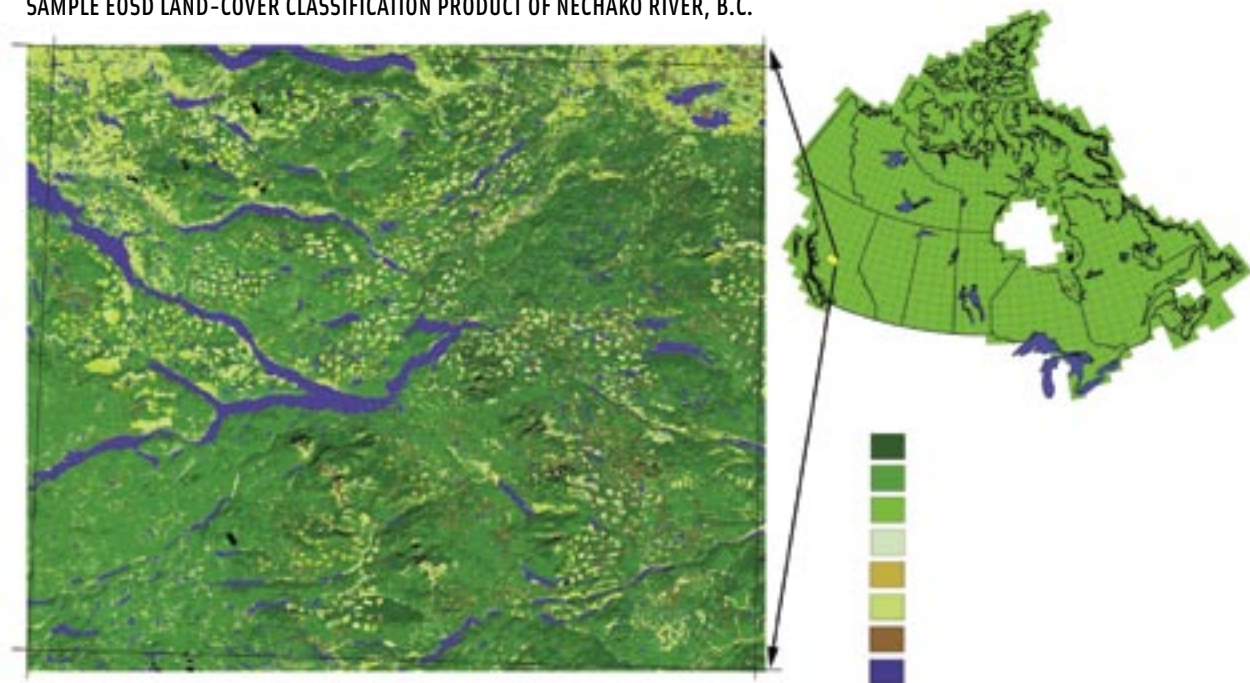 SAMPLE EOSD LAND-COVER CLASSIFICATION PRODUCT OF NECHAKO RIVER, B.C.